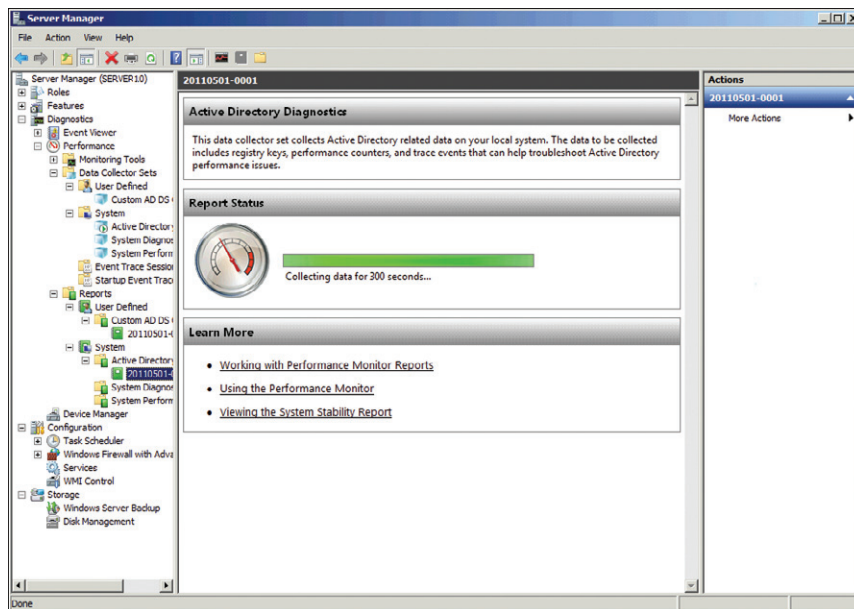 Server Manager
File Action View Help
Server Manager (SERVER10)
Roles
Features
Diagnostics
Event Viewer
Performance
Monitoring Tools
Data Collector Sets
User Defined
Custom AD DS
System
Active Directory
System Diagnos
System Perform
Event Trace Session
Startup Event Trac
Reports
User Defined
Custom AD DS
20110501-0
System
Active Directory
20110501-0
System Diagnos
System Perform
Device Manager
Configuration
Task Scheduler
Windows Firewall with Adva
Services
WMI Control
Storage
Windows Server Backup
Disk Management
20110501-0001
Active Directory Diagnostics
This data collector set collects Active Directory related data on your local system. The data to be collected
includes registry keys, performance counters, and trace events that can help troubleshoot Active Directory
performance issues.
Report Status
Collecting data for 300 seconds...
Learn More
Working with Performance Monitor Reports
Using the Performance Monitor
Viewing the System Stability Report
Actions
20110501-0001
More Actions
Done